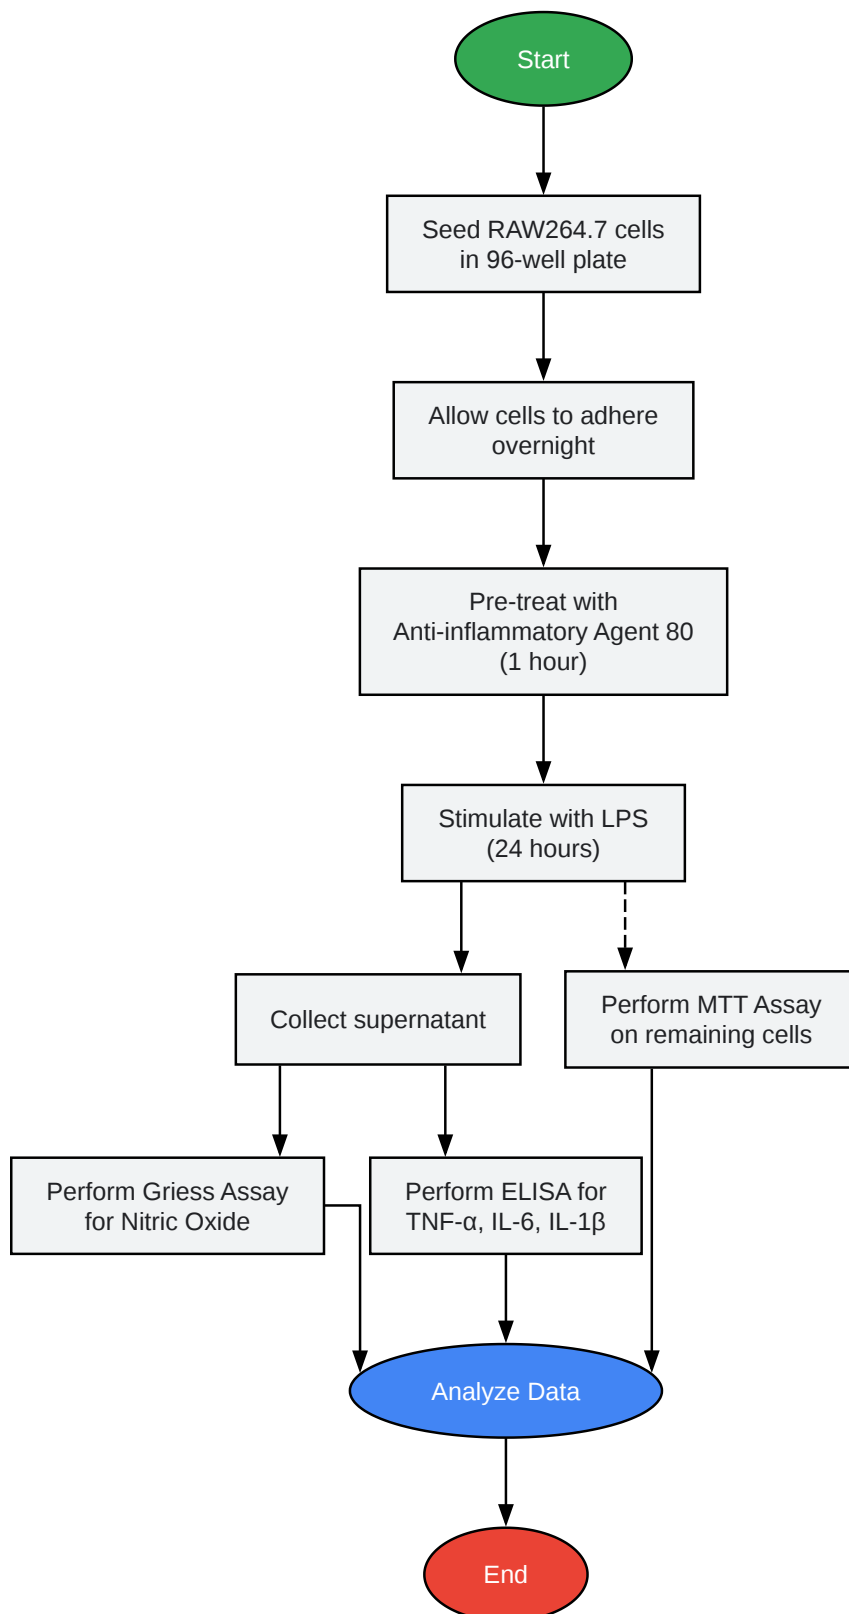 Start
Seed RAW264.7 cells
in 96-well plate
Allow cells to adhere
overnight
Pre-treat with
Anti-inflammatory Agent 80
(1 hour)
Stimulate with LPS
(24 hours)
Collect supernatant
Perform MTT Assay
on remaining cells
Perform Griess Assay
for Nitric Oxide
Perform ELISA for
TNF-α, IL-6, IL-1β
Analyze Data
End